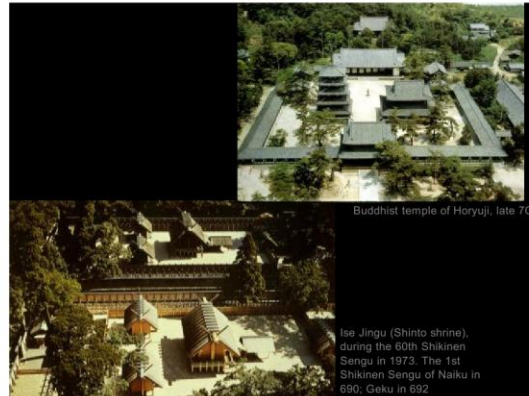 Buddhist temple of Horyuji, late 70
Ise Jingu (Shinto shrine),
during the 60th Shikinen
Sengu in 1973. The 1st
Shikinen Sengu of Naiku in
690; Geku in 692